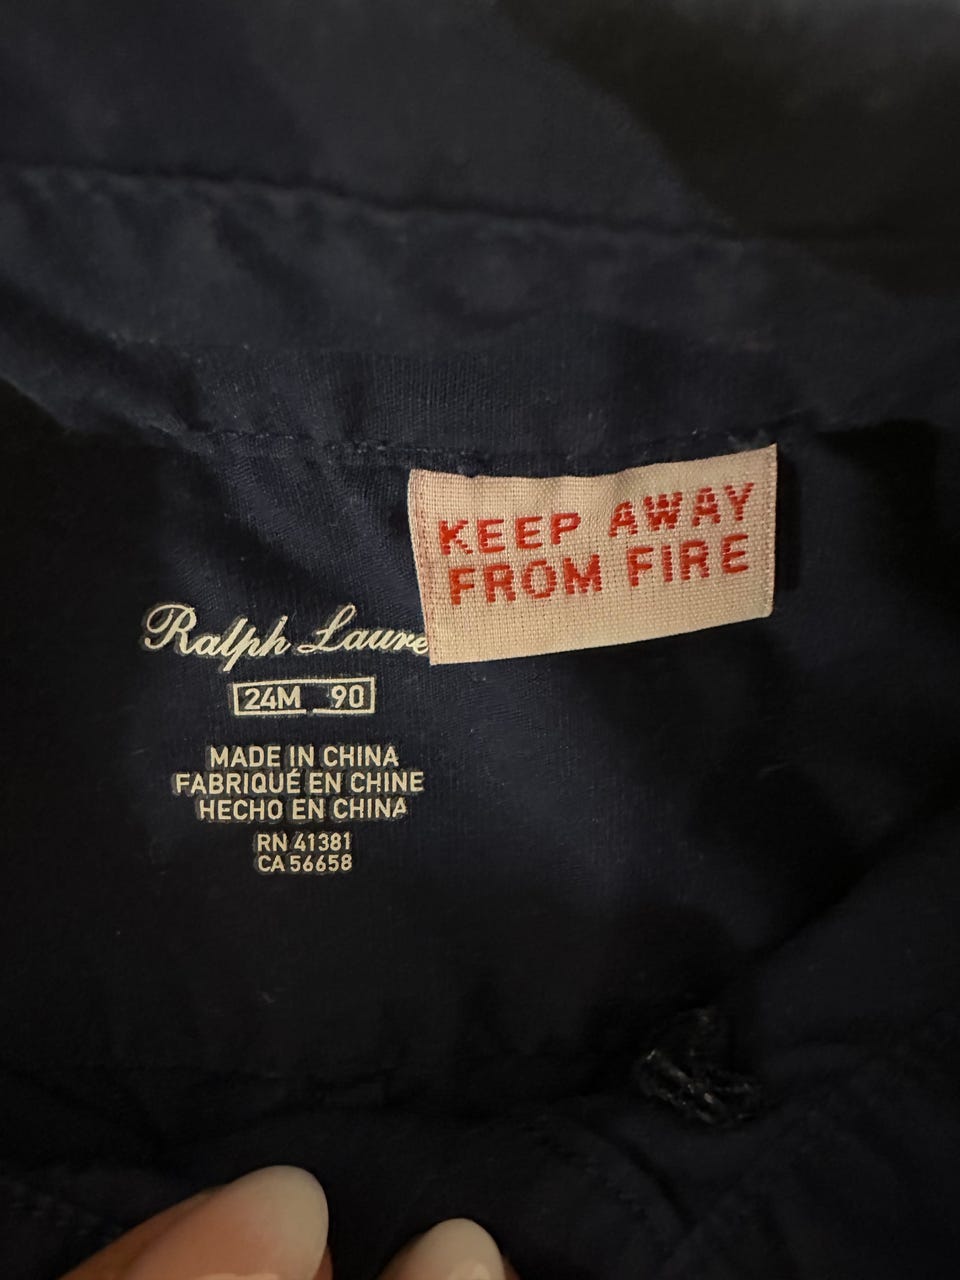 KEEP AWAY
FROM FIRE
Ralph Laure
24M 90
MADE IN CHINA
FABRIQUÉ EN CHINE
HECHO EN CHINA
RN 41381
CA 56658